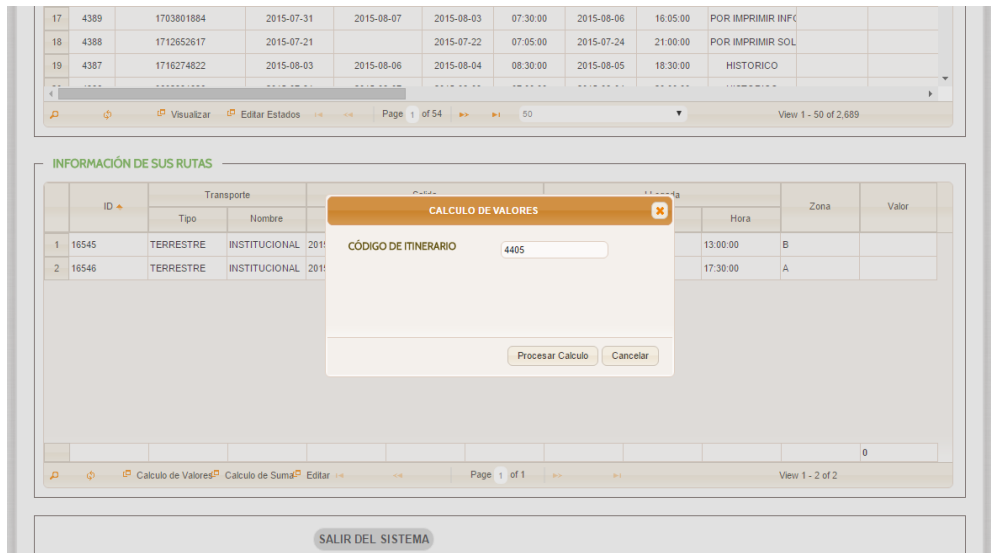 17 4389 1703801884 2015-07-31 2015-08-07 2015-08-03 07:30:00 2015-08-06 16:05:00 POR IMPRIMIR INFO
18 4388 1712652617 2015-07-21 2015-07-22 07:05:00 2015-07-24 21:00:00 POR IMPRIMIR SOL
19 4387 1716274822 2015-08-03 2015-08-06 2015-08-04 08:30:00 2015-08-05 18:30:00 HISTORICO
Visualizar Editar Estados Page 1 of 54 50 View 1 - 50 of 2,689
INFORMACIÓN DE SUS RUTAS
ID Transporte Zona Valor
Tipo Nombre Hora
CALCULO DE VALORES
CÓDIGO DE ITINERARIO 4405
1 16545 TERRESTRE INSTITUCIONAL 201 13:00:00 B
2 16546 TERRESTRE INSTITUCIONAL 201 17:30:00 A
Procesar Calculo Cancelar
0
Calculo de Valores Calculo de Suma Editar Page 1 of 1 View 1 - 2 of 2
SALIR DEL SISTEMA